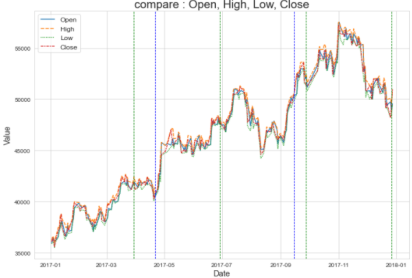 compare : Open, High, Low, Close
Open
High
Low
Close
Value
55000
50000
45000
40000
35000
2017-01
2017-03
2017-05
2017-07
2017-09
2017-11
2018-01
Date